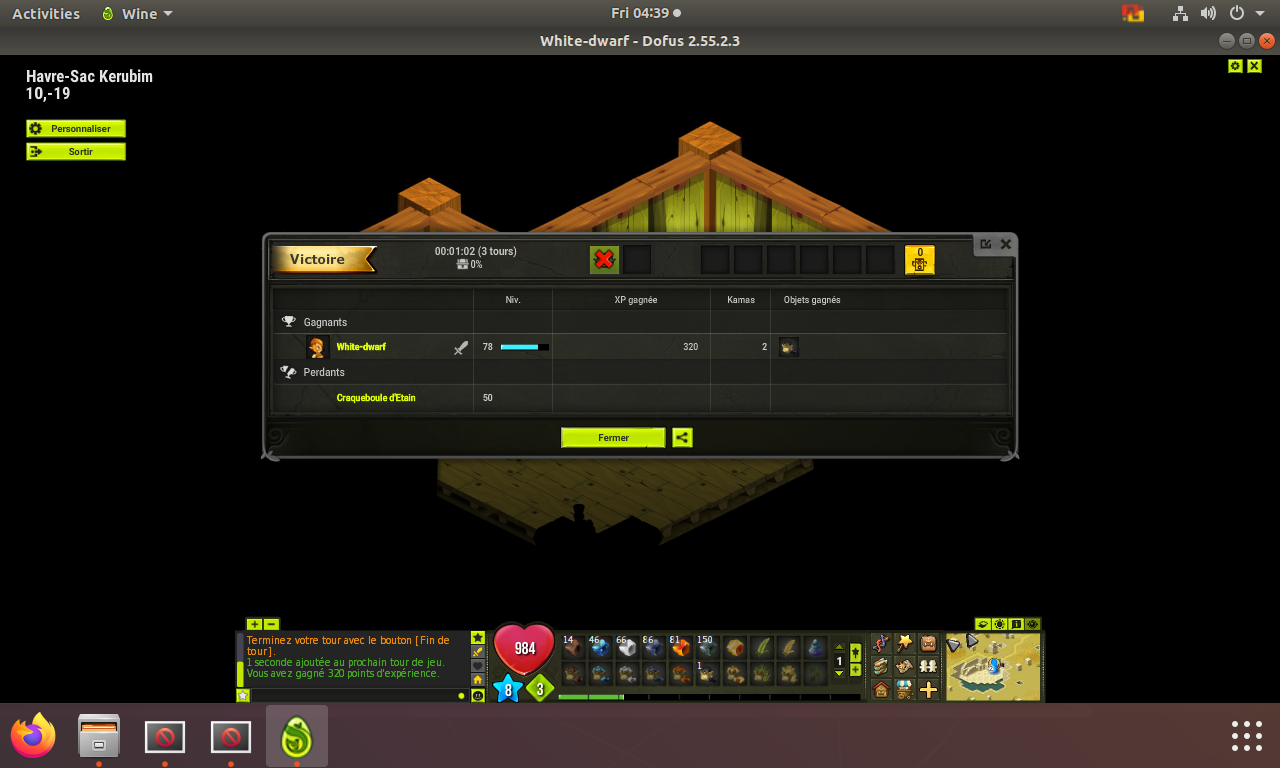 Activities Wine Fri 04:39
White-dwarf - Dofus 2.55.2.3
Havre-Sac Kerubim
10,-19
Personnaliser
Sortir
Victoire 00:01:02 (3 tours) 0
0%
Niv. XP gagnée Kamas Objets gagnés
Gagnants
White-dwarf 78 320 2
Perdants
Craqueboule d'Etain 50
Fermer
Terminez votre tour avec le bouton [Fin de
tour].
1 seconde ajoutée au prochain tour de jeu.
Vous avez gagné 320 points d'expérience.
984
8 3
14 46 66 86 81 150
1
1